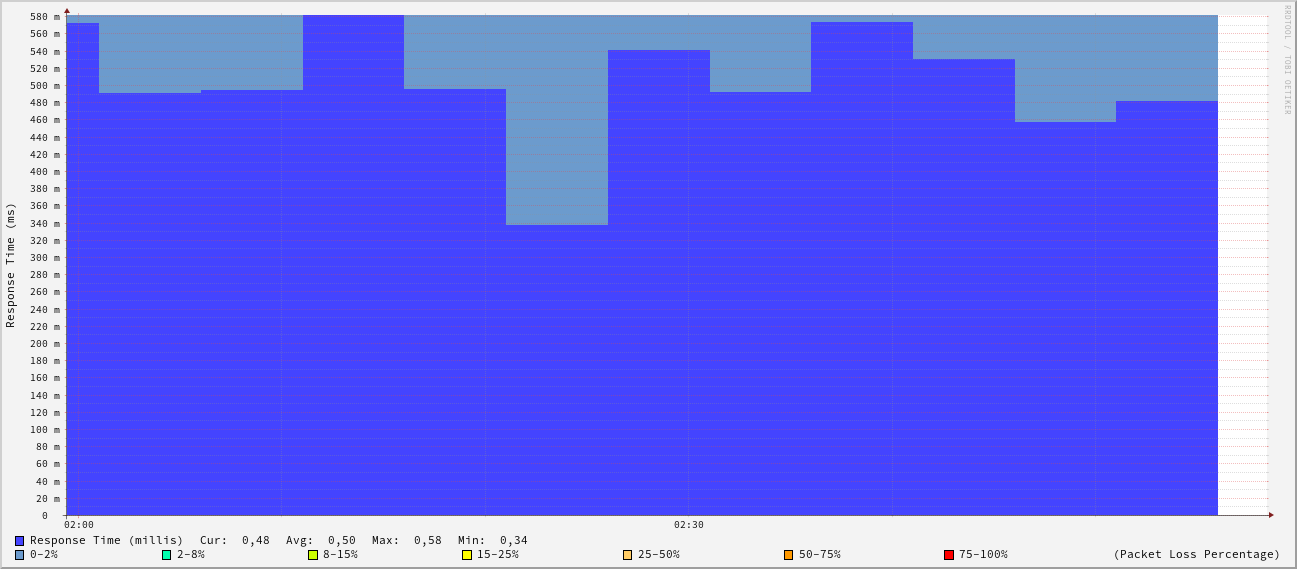 RRDTOOL / TOBI OETIKER
Response Time (ms)
580 m
560 m
540 m
520 m
500 m
480 m
460 m
440 m
420 m
400 m
380 m
360 m
340 m
320 m
300 m
280 m
260 m
240 m
220 m
200 m
180 m
160 m
140 m
120 m
100 m
80 m
60 m
40 m
20 m
0
02:00 02:30
Response Time (millis) Cur: 0,48 Avg: 0,50 Max: 0,58 Min: 0,34
0-2% 2-8% 8-15% 15-25% 25-50% 50-75% 75-100% (Packet Loss Percentage)